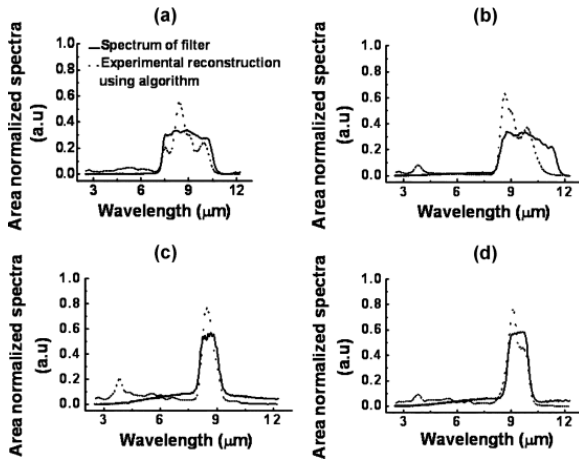 (a)
Area normalized spectra
(a.u)
1.0
0.8
0.6
0.4
0.2
0.0
Spectrum of filter
Experimental reconstruction
using algorithm
3 6 9 12
Wavelength (μm)
(b)
Area normalized spectra
(a.u)
1.0
0.8
0.6
0.4
0.2
0.0
3 6 9 12
Wavelength (μm)
(c)
Area normalized spectra
(a.u)
1.0
0.8
0.6
0.4
0.2
0.0
3 6 9 12
Wavelength (μm)
(d)
Area normalized spectra
(a.u)
1.0
0.8
0.6
0.4
0.2
0.0
3 6 9 12
Wavelength (μm)